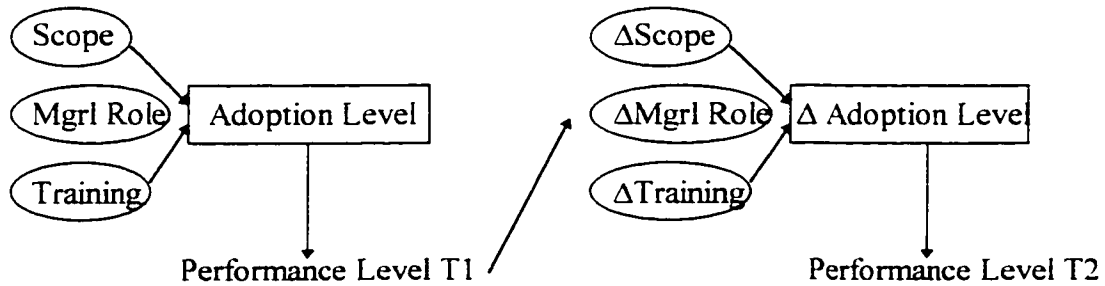 Scope
Mgrl Role
Adoption Level
Training
Performance Level T1
ΔScope
ΔMgrl Role
Δ Adoption Level
ΔTraining
Performance Level T2